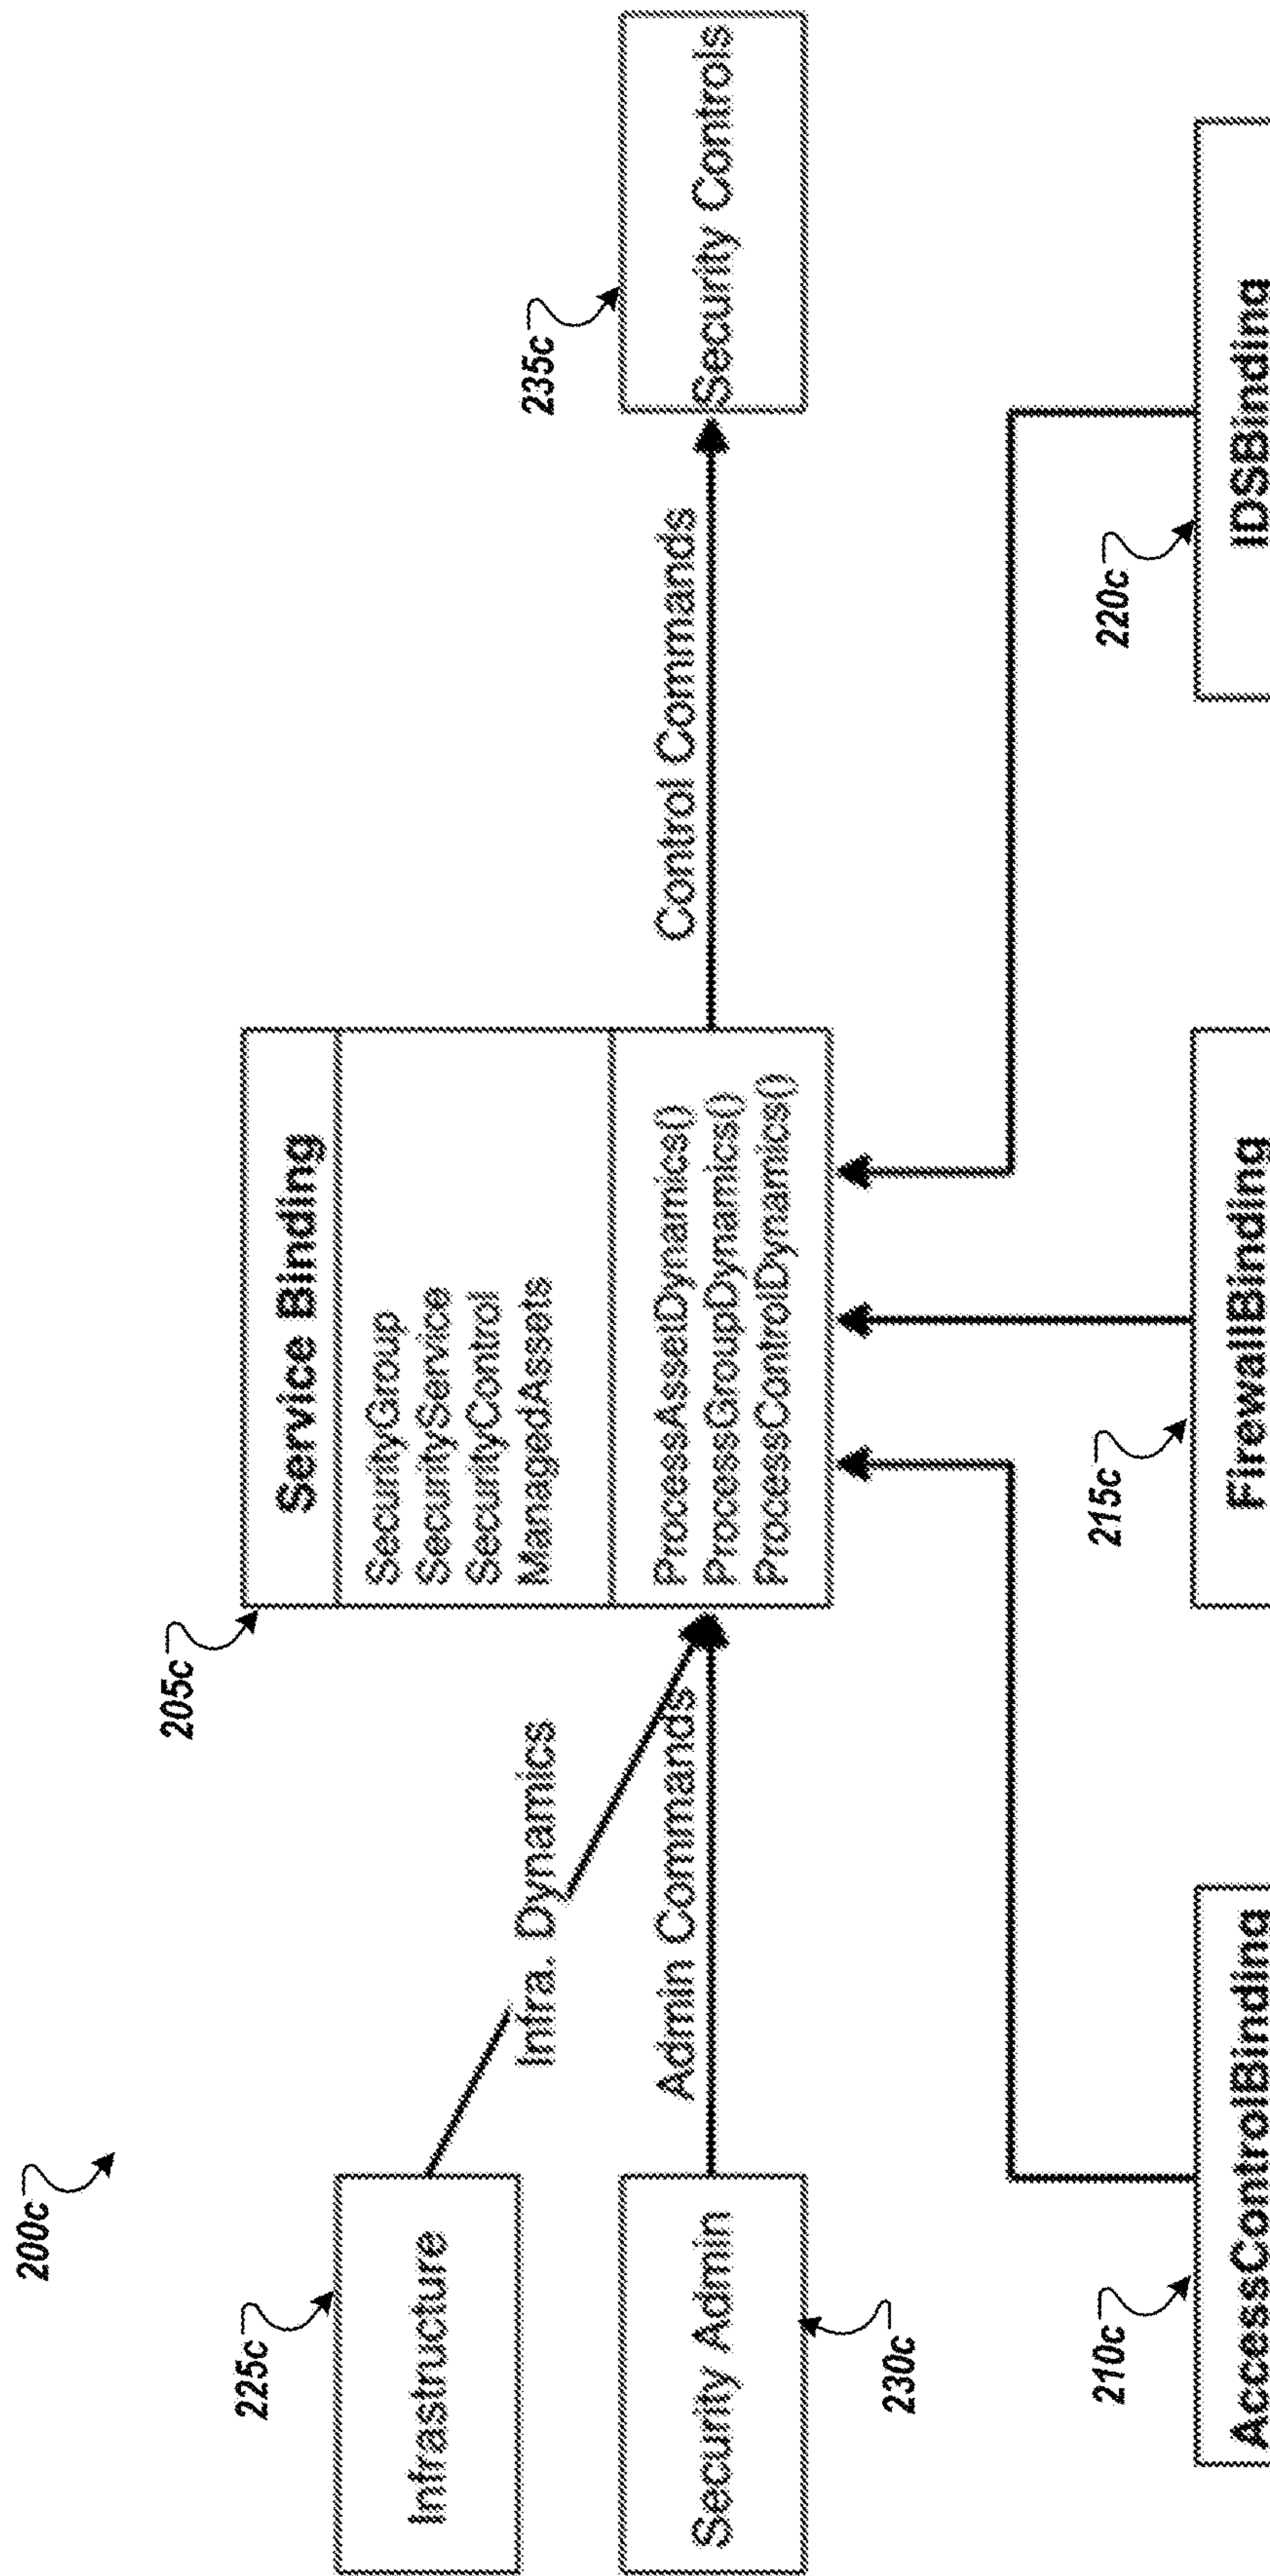 200c
205c
Service Binding
SecurityGroup
SecurityService
SecurityControl
ManagedAssets
ProcessAssetDynamics()
ProcessGroupDynamics()
ProcessControlDynamics()
225c
Infrastructure
Infra. Dynamics
230c
Security Admin
Admin Commands
Control Commands
235c
Security Controls
210c
AccessControlBinding
215c
FirewallBinding
220c
IDSBinding